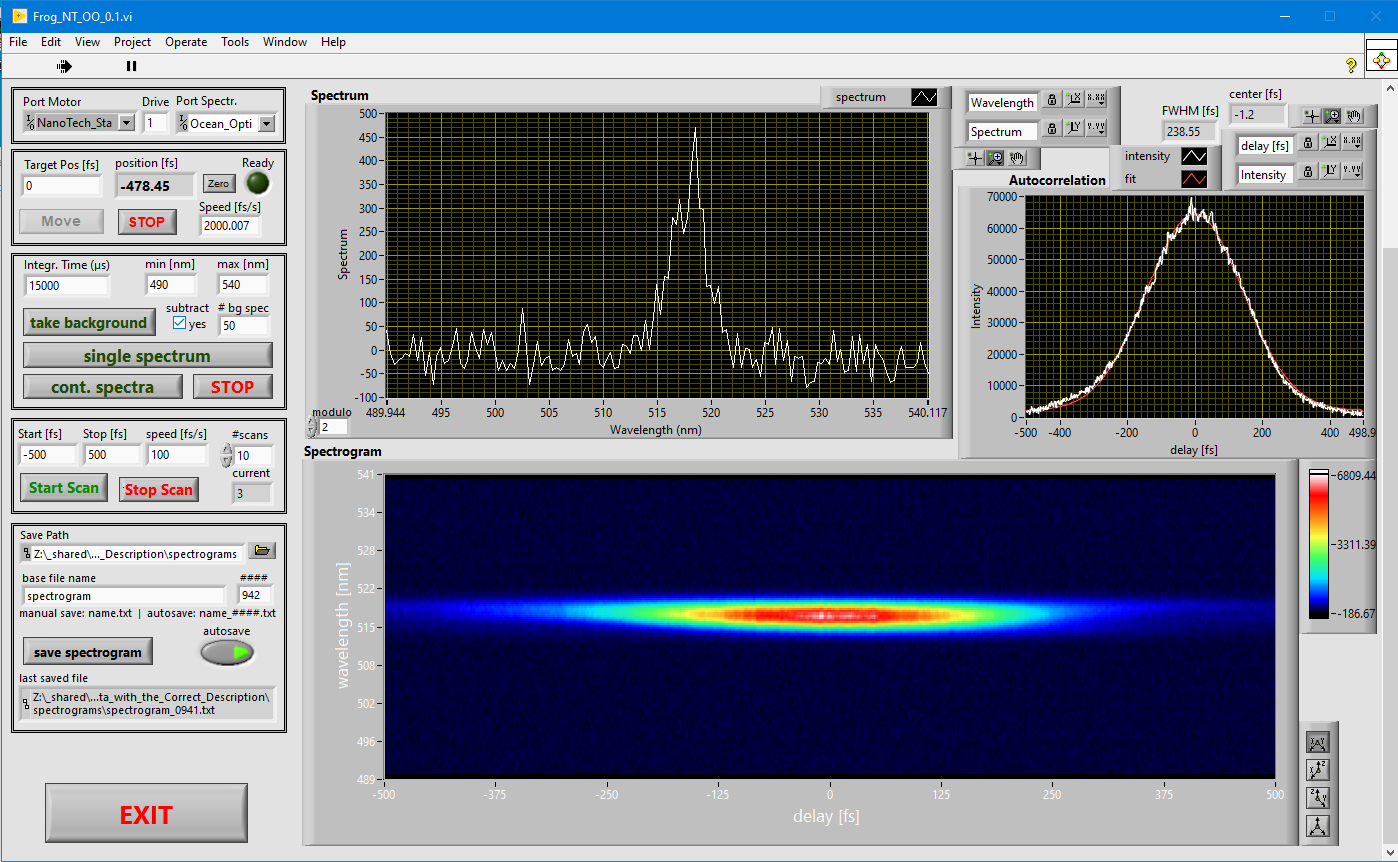 Frog_NT_OO_0.1.vi
File Edit View Project Operate Tools Window Help
Port Motor Drive Port Spectr.
NanoTech_Sta 1 Ocean_Opti
Target Pos [fs] position [fs] Ready
0 -478.45 Zero
Speed [fs/s]
Move STOP 2000.007
Integr. Time (µs) min [nm] max [nm]
15000 490 540
subtract # bg spec
take background yes 50
single spectrum
cont. spectra STOP
Start [fs] Stop [fs] speed [fs/s] #scans
-500 500 100 10
current
Start Scan Stop Scan 3
Save Path
Z:\_shared\..._Description\spectrograms
base file name ####
spectrogram 942
manual save: name.txt | autosave: name_####.txt
autosave
save spectrogram
last saved file
Z:\_shared\...ta_with_the_Correct_Description\
spectrograms\spectrogram_0941.txt
EXIT
Spectrum
spectrum
500
450
400
350
300
250
200
150
100
50
0
-50
-100
Spectrum
489.944 495 500 505 510 515 520 525 530 535 540.117
Wavelength (nm)
modulo
2
Wavelength X.XX
Spectrum Y.YY
FWHM [fs] center [fs]
238.55 -1.2
intensity
fit
delay [fs] X.XX
Intensity Y.YY
Autocorrelation
70000
60000
50000
40000
30000
20000
10000
0
Intensity
-500 -400 -200 0 200 400 498.9
delay [fs]
Spectrogram
541
534
528
522
515
508
502
496
489
wavelength [nm]
-500 -375 -250 -125 0 125 250 375 500
delay [fs]
6809.44
3311.39
-186.67